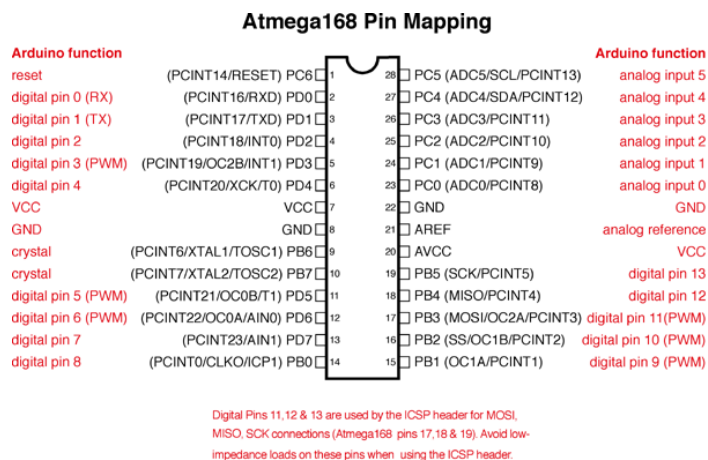 Atmega168 Pin Mapping
Arduino function Arduino function
reset (PCINT14/RESET) PC6 1 28 PC5 (ADC5/SCL/PCINT13) analog input 5
digital pin 0 (RX) (PCINT16/RXD) PD0 2 27 PC4 (ADC4/SDA/PCINT12) analog input 4
digital pin 1 (TX) (PCINT17/TXD) PD1 3 26 PC3 (ADC3/PCINT11) analog input 3
digital pin 2 (PCINT18/INT0) PD2 4 25 PC2 (ADC2/PCINT10) analog input 2
digital pin 3 (PWM) (PCINT19/OC2B/INT1) PD3 5 24 PC1 (ADC1/PCINT9) analog input 1
digital pin 4 (PCINT20/XCK/T0) PD4 6 23 PC0 (ADC0/PCINT8) analog input 0
VCC VCC 7 22 GND GND
GND GND 8 21 AREF analog reference
crystal (PCINT6/XTAL1/TOSC1) PB6 9 20 AVCC VCC
crystal (PCINT7/XTAL2/TOSC2) PB7 10 19 PB5 (SCK/PCINT5) digital pin 13
digital pin 5 (PWM) (PCINT21/OC0B/T1) PD5 11 18 PB4 (MISO/PCINT4) digital pin 12
digital pin 6 (PWM) (PCINT22/OC0A/AIN0) PD6 12 17 PB3 (MOSI/OC2A/PCINT3) digital pin 11(PWM)
digital pin 7 (PCINT23/AIN1) PD7 13 16 PB2 (SS/OC1B/PCINT2) digital pin 10 (PWM)
digital pin 8 (PCINT0/CLKO/ICP1) PB0 14 15 PB1 (OC1A/PCINT1) digital pin 9 (PWM)
Digital Pins 11,12 & 13 are used by the ICSP header for MOSI,
MISO, SCK connections (Atmega168 pins 17,18 & 19). Avoid low-
impedance loads on these pins when using the ICSP header.